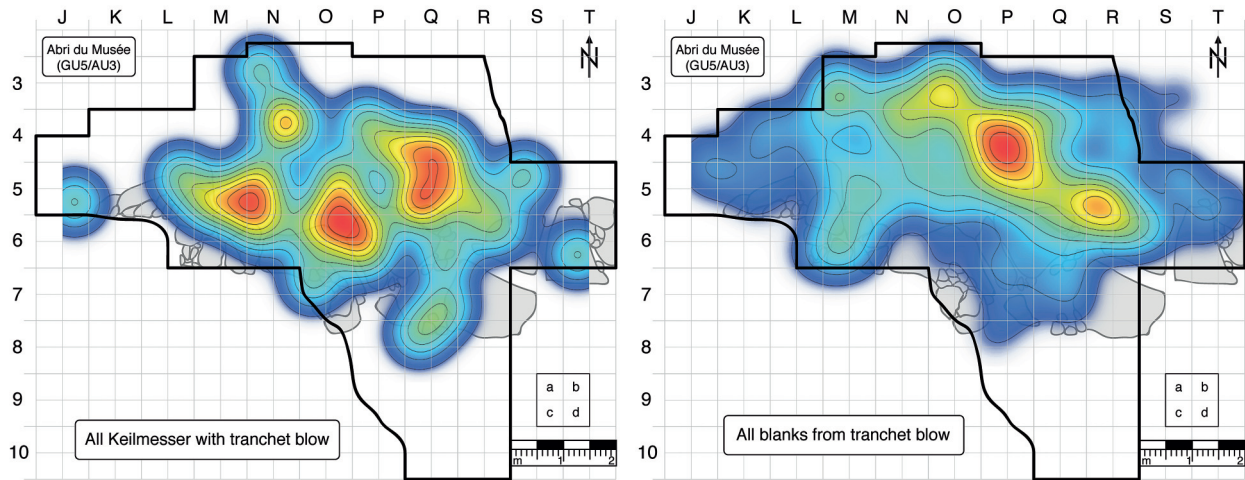 J K L M N O P Q R S T
Abri du Musée
(GU5/AU3)
N
3
4
5
6
7
8
9
10
a b
c d
All Keilmesser with tranchet blow
m 1 2
J K L M N O P Q R S T
Abri du Musée
(GU5/AU3)
N
3
4
5
6
7
8
9
10
a b
c d
All blanks from tranchet blow
m 1 2